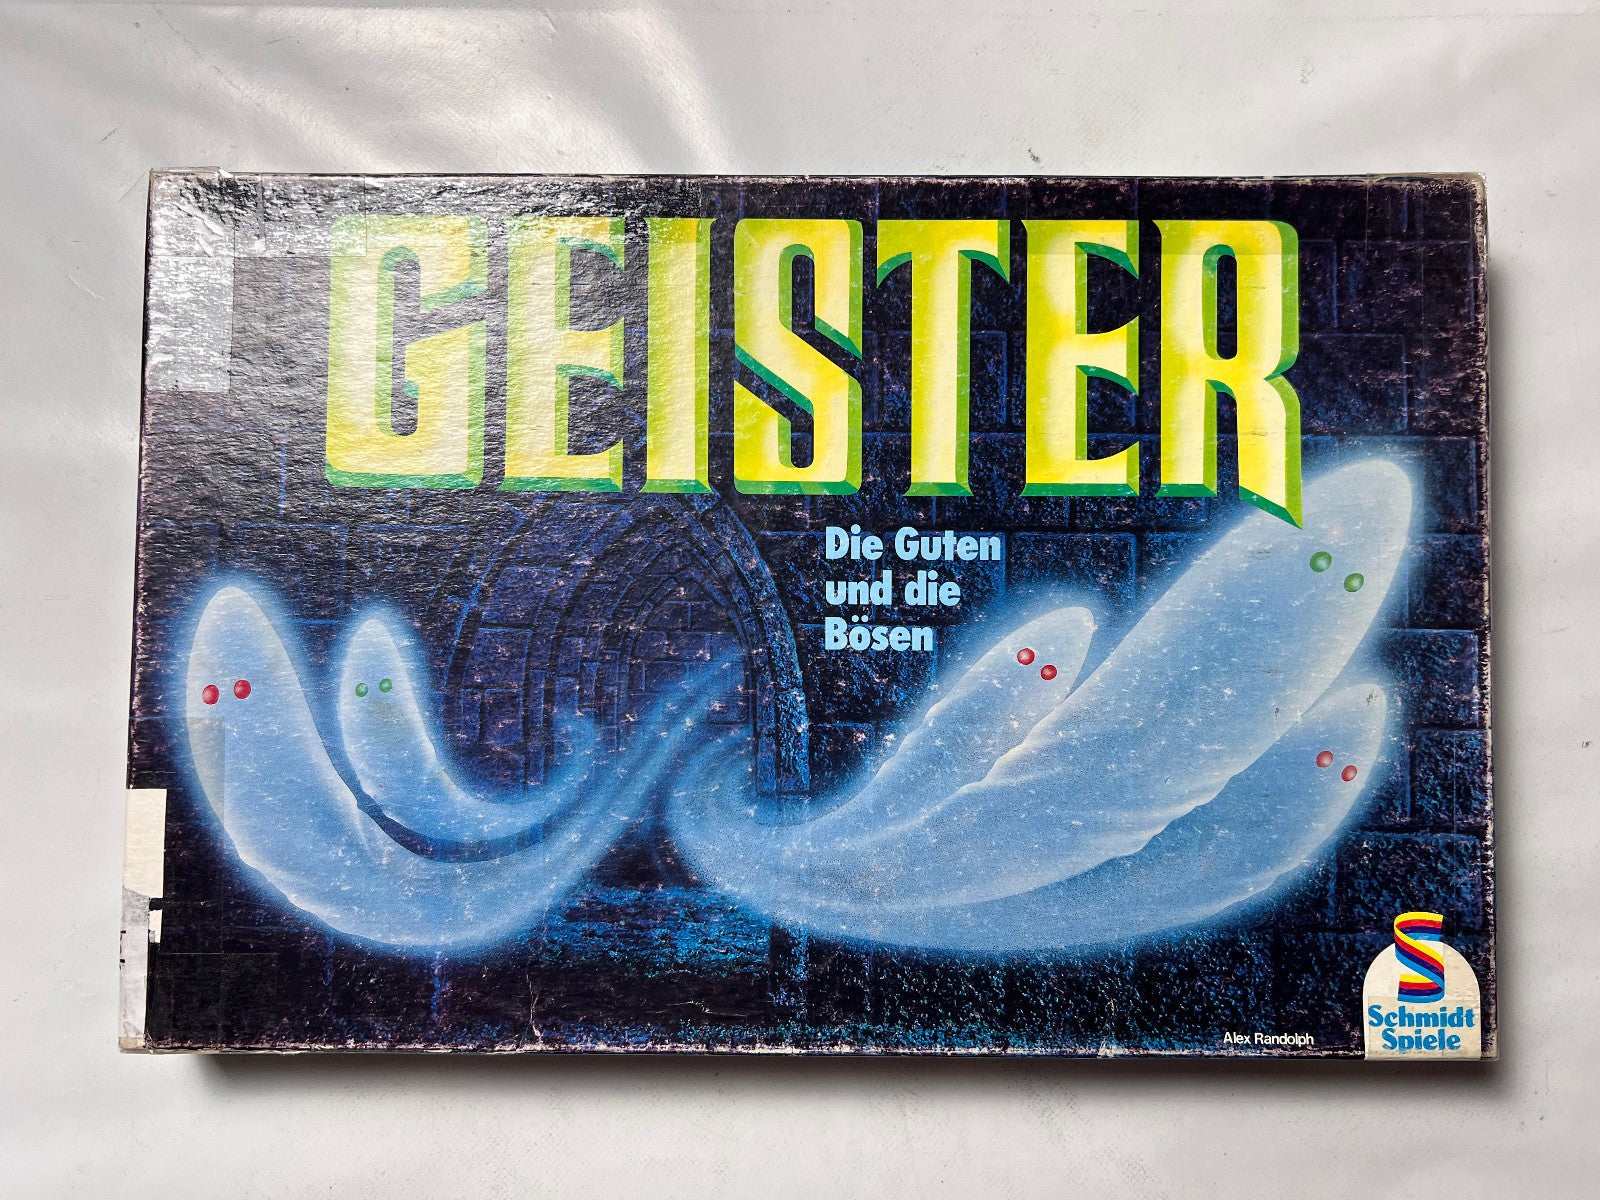 GEISTER
Die Guten
und die
Bösen
Alex Randolph
Schmidt
Spiele